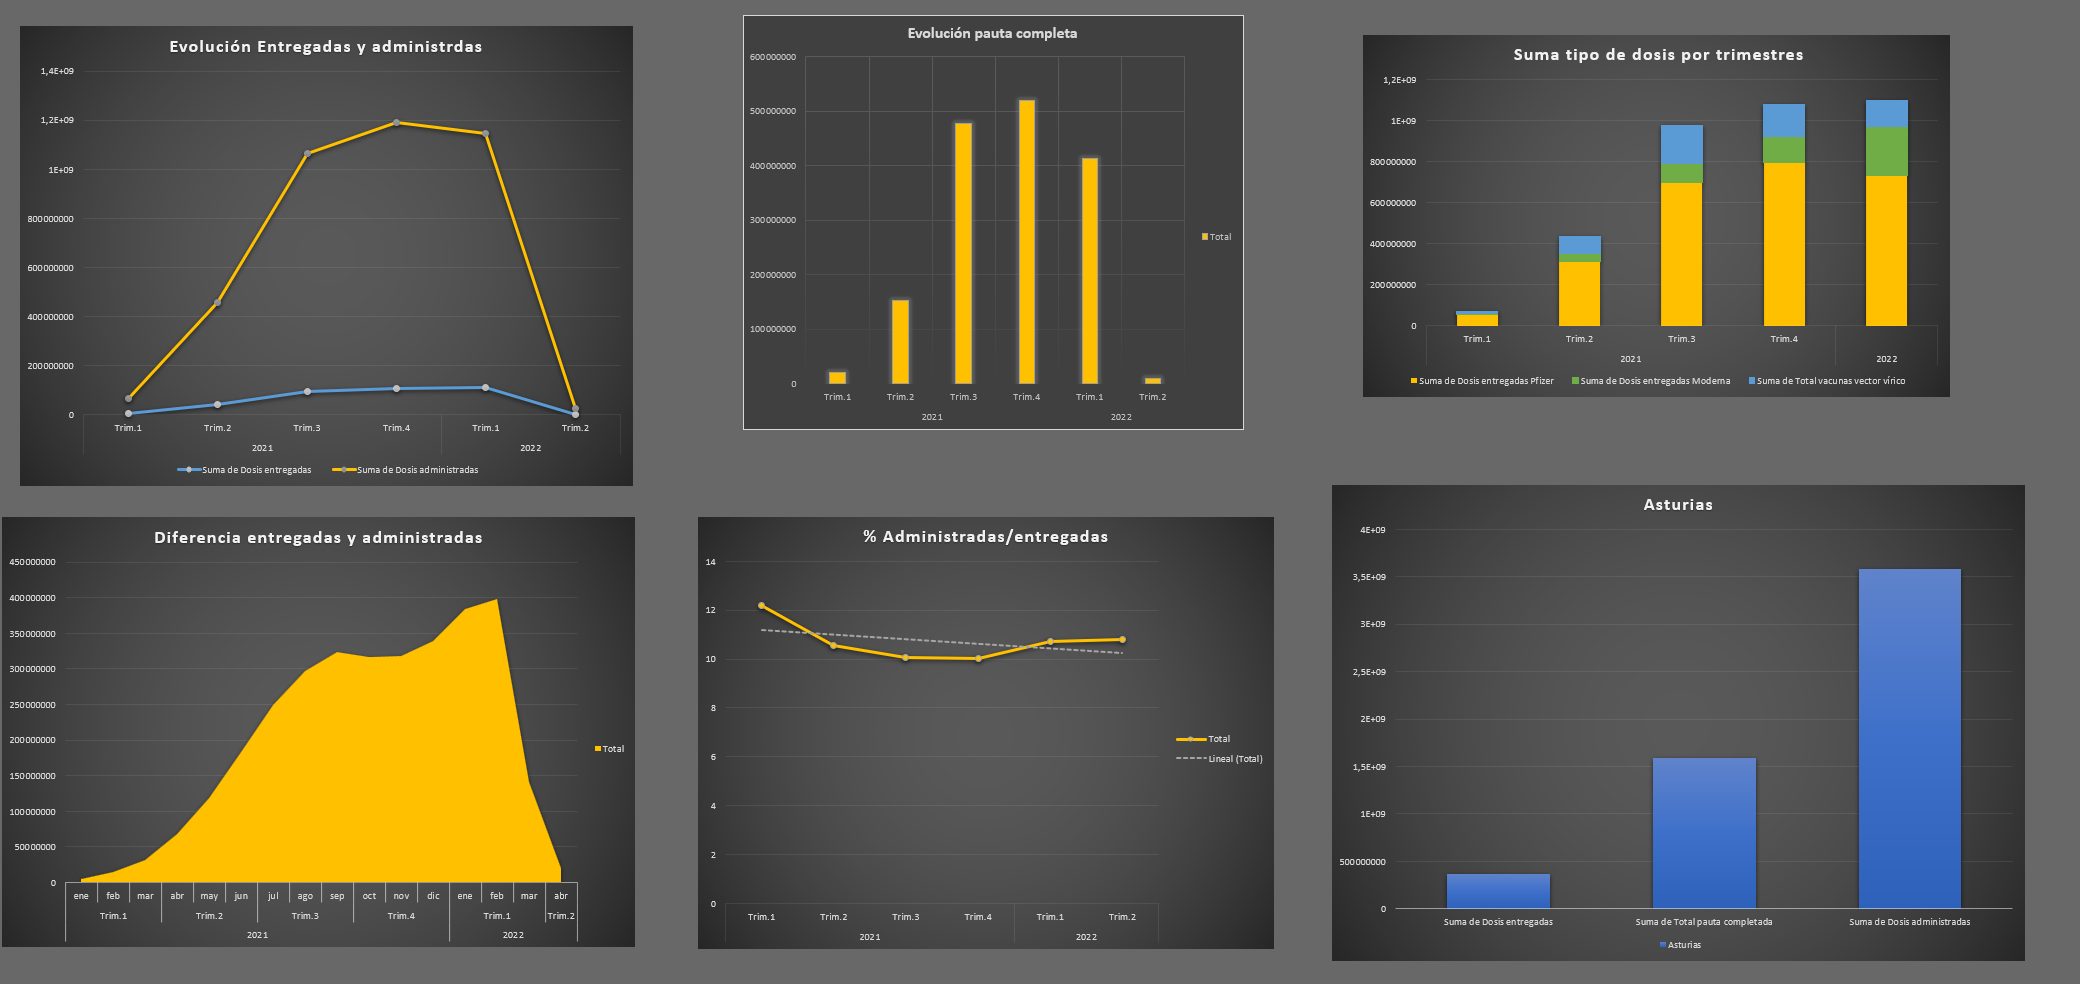 Evolución Entregadas y administrdas
1,4E+09
1,2E+09
1E+09
800000000
600000000
400000000
200000000
0
Trim.1 Trim.2 Trim.3 Trim.4 Trim.1 Trim.2
2021 2022
Suma de Dosis entregadas Suma de Dosis administradas
Evolución pauta completa
600000000
500000000
400000000
300000000
200000000
100000000
0
Trim.1 Trim.2 Trim.3 Trim.4 Trim.1 Trim.2
2021 2022
Total
Suma tipo de dosis por trimestres
1,2E+09
1E+09
800000000
600000000
400000000
200000000
0
Trim.1 Trim.2 Trim.3 Trim.4
2021 2022
Suma de Dosis entregadas Pfizer Suma de Dosis entregadas Moderna Suma de Total vacunas vector vírico
Diferencia entregadas y administradas
450000000
400000000
350000000
300000000
250000000
200000000
150000000
100000000
50000000
0
ene feb mar abr may jun jul ago sep oct nov dic ene feb mar abr
Trim.1 Trim.2 Trim.3 Trim.4 Trim.1 Trim.2
2021 2022
Total
% Administradas/entregadas
14
12
10
8
6
4
2
0
Trim.1 Trim.2 Trim.3 Trim.4 Trim.1 Trim.2
2021 2022
Total
Lineal (Total)
Asturias
4E+09
3,5E+09
3E+09
2,5E+09
2E+09
1,5E+09
1E+09
500000000
0
Suma de Dosis entregadas Suma de Total pauta completada Suma de Dosis administradas
Asturias